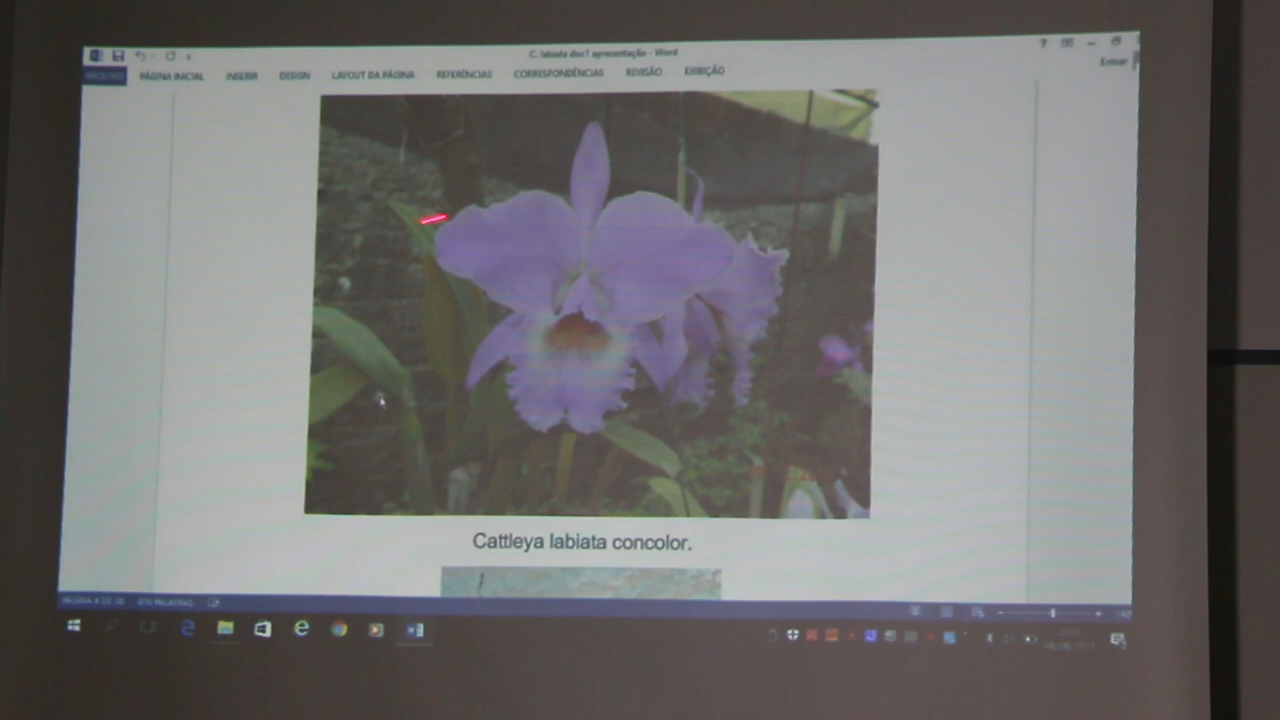 C. labiata doc1 apresentação - Word
ARQUIVO PÁGINA INICIAL INSERIR DESIGN LAYOUT DA PÁGINA REFERÊNCIAS CORRESPONDÊNCIAS REVISÃO EXIBIÇÃO
Entrar
Cattleya labiata concolor.
PALAVRAS